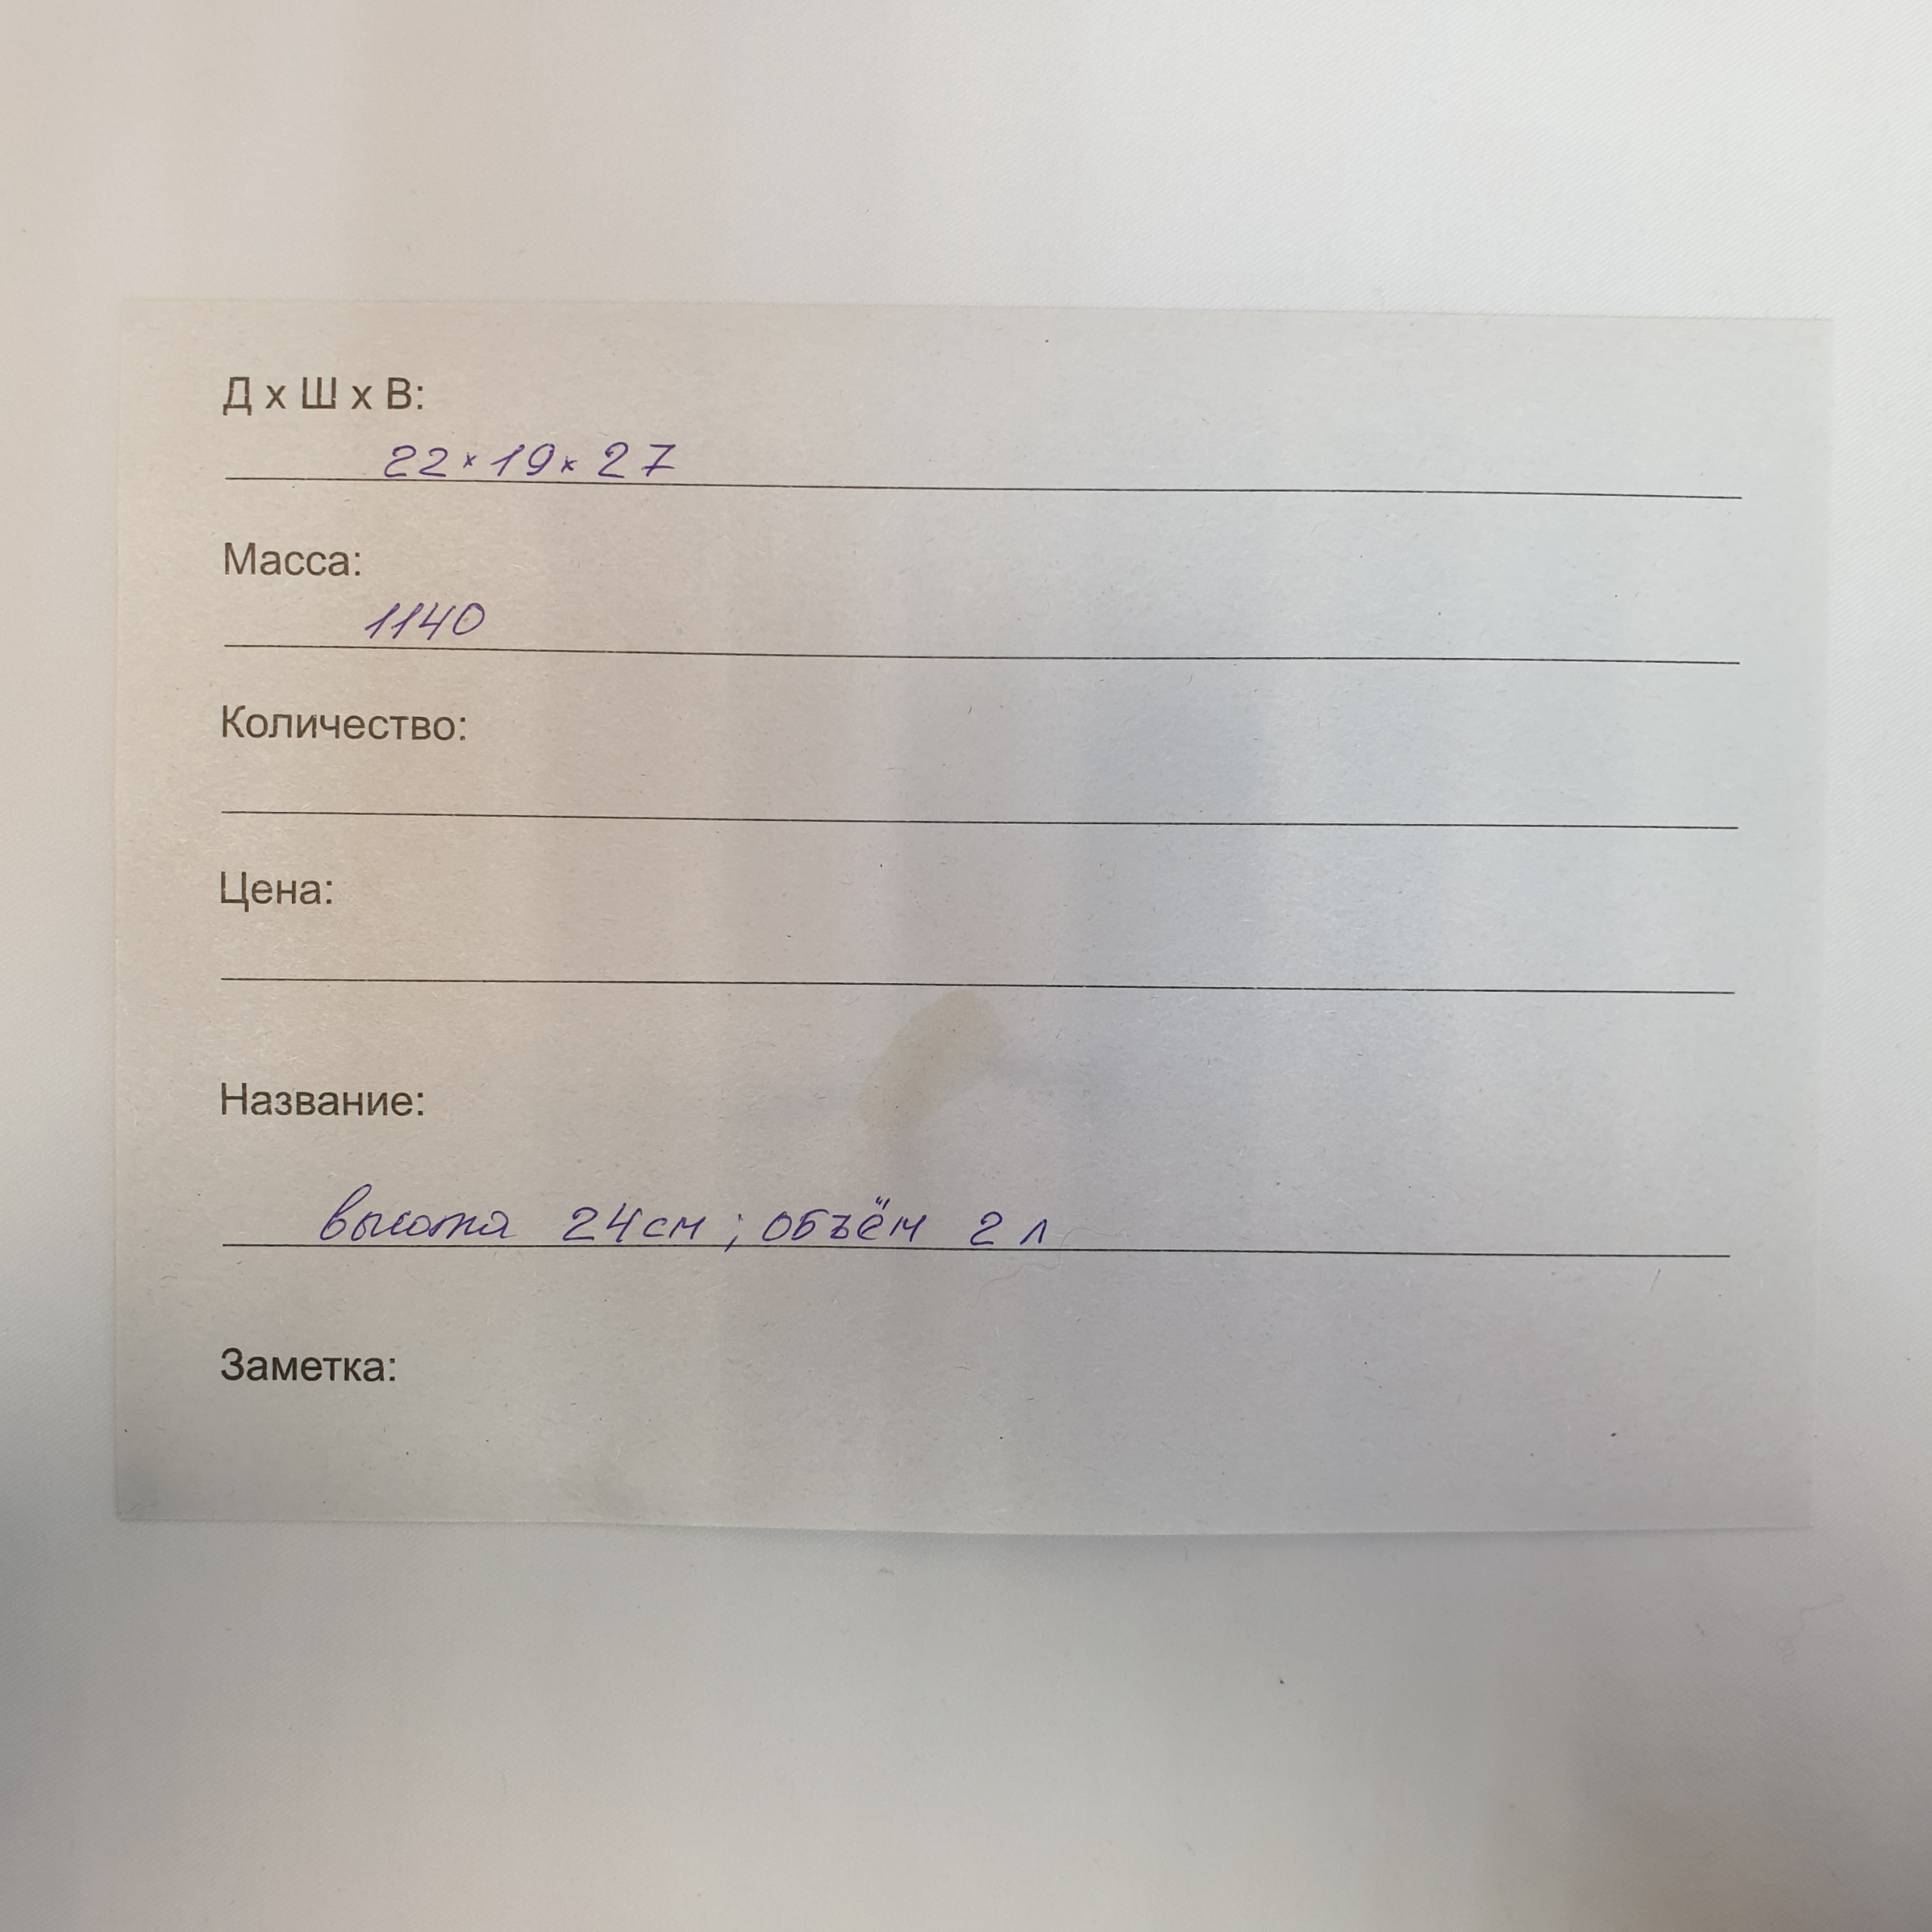 Д х Ш х В:
22×19×27
Масса:
1140
Количество:
Цена:
Название:
высота 24см; объём 2 л
Заметка: